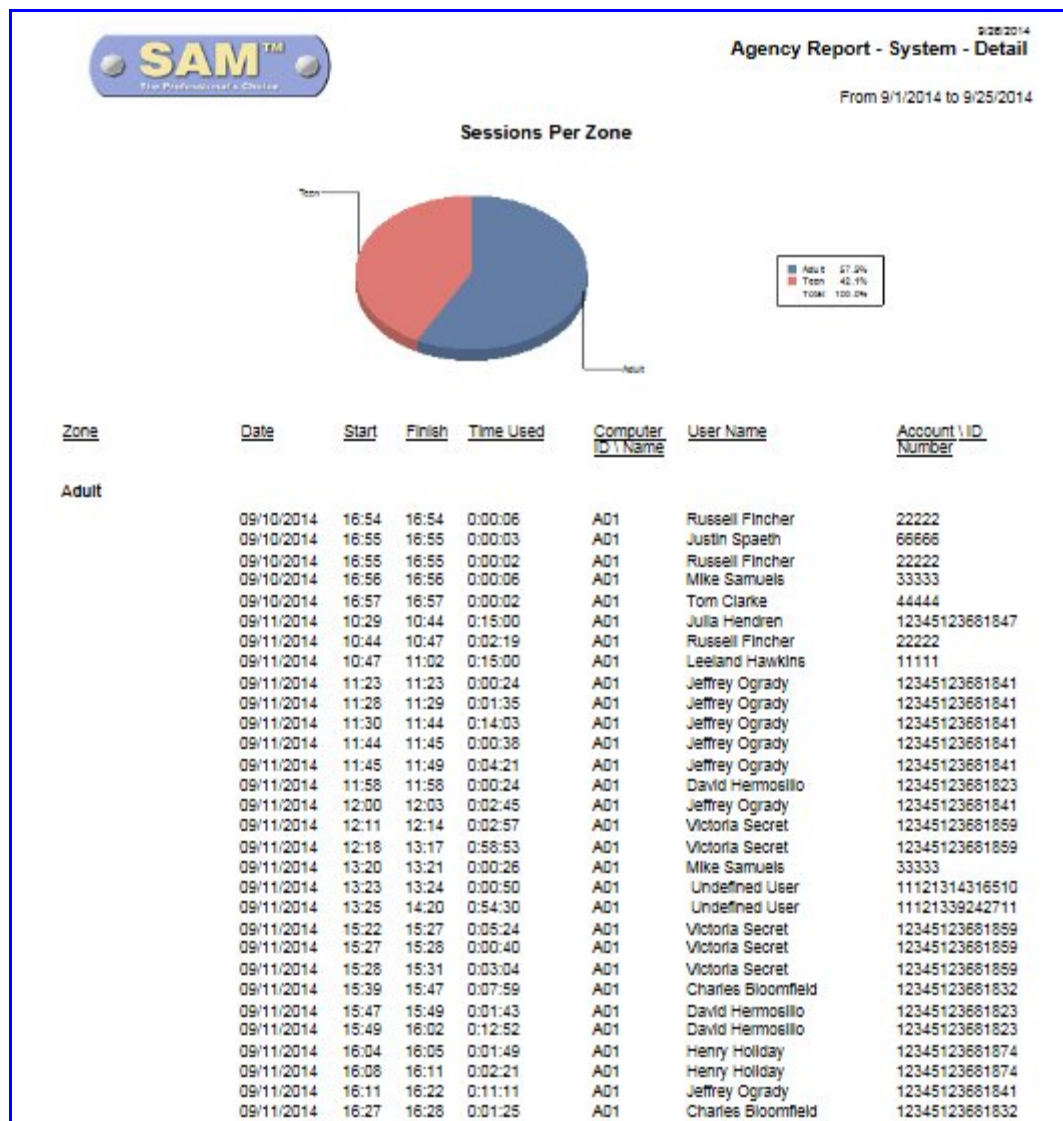 9/26/2014
SAM™
The Professional's Choice
Agency Report - System - Detail
From 9/1/2014 to 9/25/2014
Sessions Per Zone
Teen
Adult 57.9%
Teen 42.1%
Total: 100.0%
Adult
Zone Date Start Finish Time Used Computer ID \ Name User Name Account \ ID Number
Adult
09/10/2014 16:54 16:54 0:00:06 A01 Russell Fincher 22222
09/10/2014 16:55 16:55 0:00:03 A01 Justin Spaeth 66666
09/10/2014 16:55 16:55 0:00:02 A01 Russell Fincher 22222
09/10/2014 16:56 16:56 0:00:06 A01 Mike Samuels 33333
09/10/2014 16:57 16:57 0:00:02 A01 Tom Clarke 44444
09/11/2014 10:29 10:44 0:15:00 A01 Julia Hendren 12345123681847
09/11/2014 10:44 10:47 0:02:19 A01 Russell Fincher 22222
09/11/2014 10:47 11:02 0:15:00 A01 Leeland Hawkins 11111
09/11/2014 11:23 11:23 0:00:24 A01 Jeffrey Ogrady 12345123681841
09/11/2014 11:28 11:29 0:01:35 A01 Jeffrey Ogrady 12345123681841
09/11/2014 11:30 11:44 0:14:03 A01 Jeffrey Ogrady 12345123681841
09/11/2014 11:44 11:45 0:00:38 A01 Jeffrey Ogrady 12345123681841
09/11/2014 11:45 11:49 0:04:21 A01 Jeffrey Ogrady 12345123681841
09/11/2014 11:58 11:58 0:00:24 A01 David Hermosillo 12345123681823
09/11/2014 12:00 12:03 0:02:45 A01 Jeffrey Ogrady 12345123681841
09/11/2014 12:11 12:14 0:02:57 A01 Victoria Secret 12345123681859
09/11/2014 12:18 13:17 0:58:53 A01 Victoria Secret 12345123681859
09/11/2014 13:20 13:21 0:00:26 A01 Mike Samuels 33333
09/11/2014 13:23 13:24 0:00:50 A01 Undefined User 11121314316510
09/11/2014 13:25 14:20 0:54:30 A01 Undefined User 11121339242711
09/11/2014 15:22 15:27 0:05:24 A01 Victoria Secret 12345123681859
09/11/2014 15:27 15:28 0:00:40 A01 Victoria Secret 12345123681859
09/11/2014 15:28 15:31 0:03:04 A01 Victoria Secret 12345123681859
09/11/2014 15:39 15:47 0:07:59 A01 Charles Bloomfield 12345123681832
09/11/2014 15:47 15:49 0:01:43 A01 David Hermosillo 12345123681823
09/11/2014 15:49 16:02 0:12:52 A01 David Hermosillo 12345123681823
09/11/2014 16:04 16:05 0:01:49 A01 Henry Holiday 12345123681874
09/11/2014 16:08 16:11 0:02:21 A01 Henry Holiday 12345123681874
09/11/2014 16:11 16:22 0:11:11 A01 Jeffrey Ogrady 12345123681841
09/11/2014 16:27 16:28 0:01:25 A01 Charles Bloomfield 12345123681832